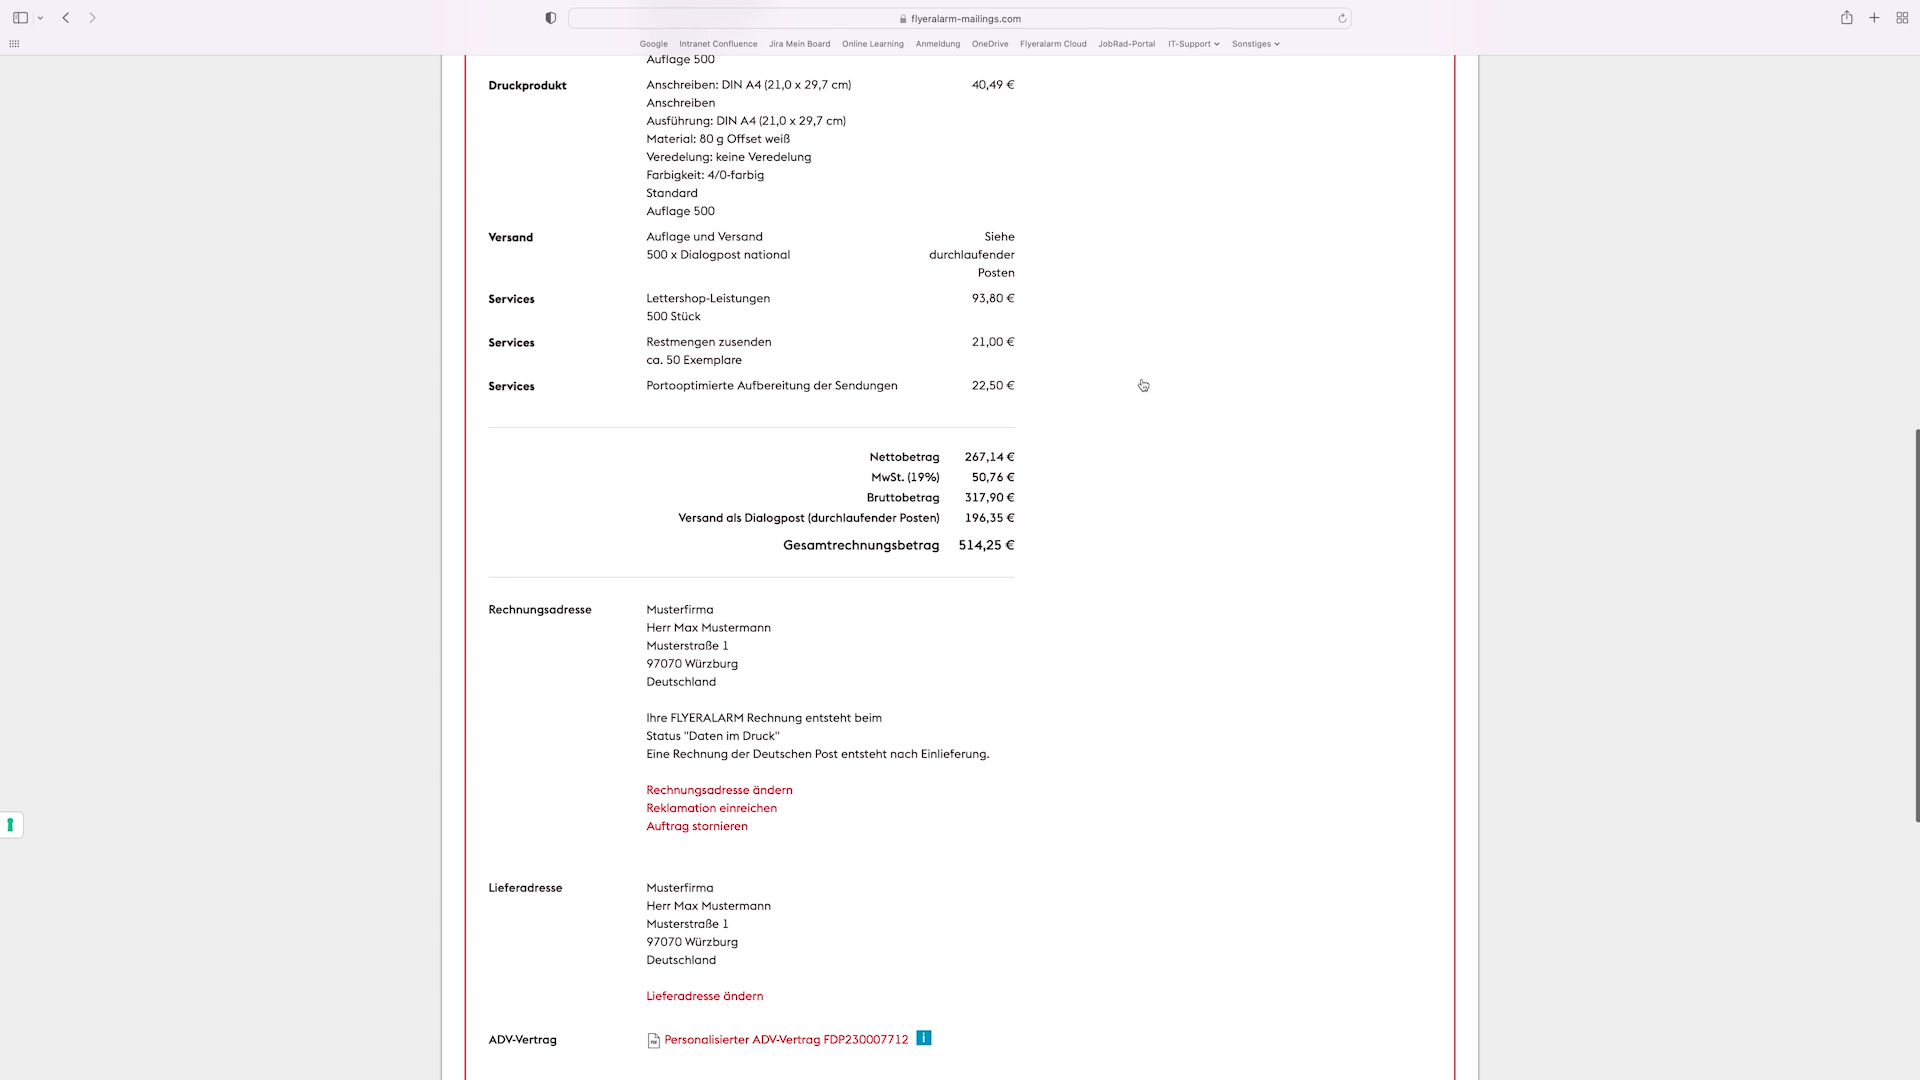 flyeralarm-mailings.com
Google Intranet Confluence Jira Mein Board Online Learning Anmeldung OneDrive Flyeralarm Cloud JobRad-Portal IT-Support Sonstiges
Auflage 500
Druckprodukt Anschreiben: DIN A4 (21,0 x 29,7 cm) 40,49 €
Anschreiben
Ausführung: DIN A4 (21,0 x 29,7 cm)
Material: 80 g Offset weiß
Veredelung: keine Veredelung
Farbigkeit: 4/0-farbig
Standard
Auflage 500
Versand Auflage und Versand Siehe
500 x Dialogpost national durchlaufender
Posten
Services Lettershop-Leistungen 93,80 €
500 Stück
Services Restmengen zusenden 21,00 €
ca. 50 Exemplare
Services Portooptimierte Aufbereitung der Sendungen 22,50 €
Nettobetrag 267,14 €
MwSt. (19%) 50,76 €
Bruttobetrag 317,90 €
Versand als Dialogpost (durchlaufender Posten) 196,35 €
Gesamtrechnungsbetrag 514,25 €
Rechnungsadresse Musterfirma
Herr Max Mustermann
Musterstraße 1
97070 Würzburg
Deutschland
Ihre FLYERALARM Rechnung entsteht beim
Status "Daten im Druck"
Eine Rechnung der Deutschen Post entsteht nach Einlieferung.
Rechnungsadresse ändern
Reklamation einreichen
Auftrag stornieren
Lieferadresse Musterfirma
Herr Max Mustermann
Musterstraße 1
97070 Würzburg
Deutschland
Lieferadresse ändern
ADV-Vertrag Personalisierter ADV-Vertrag FDP230007712 i